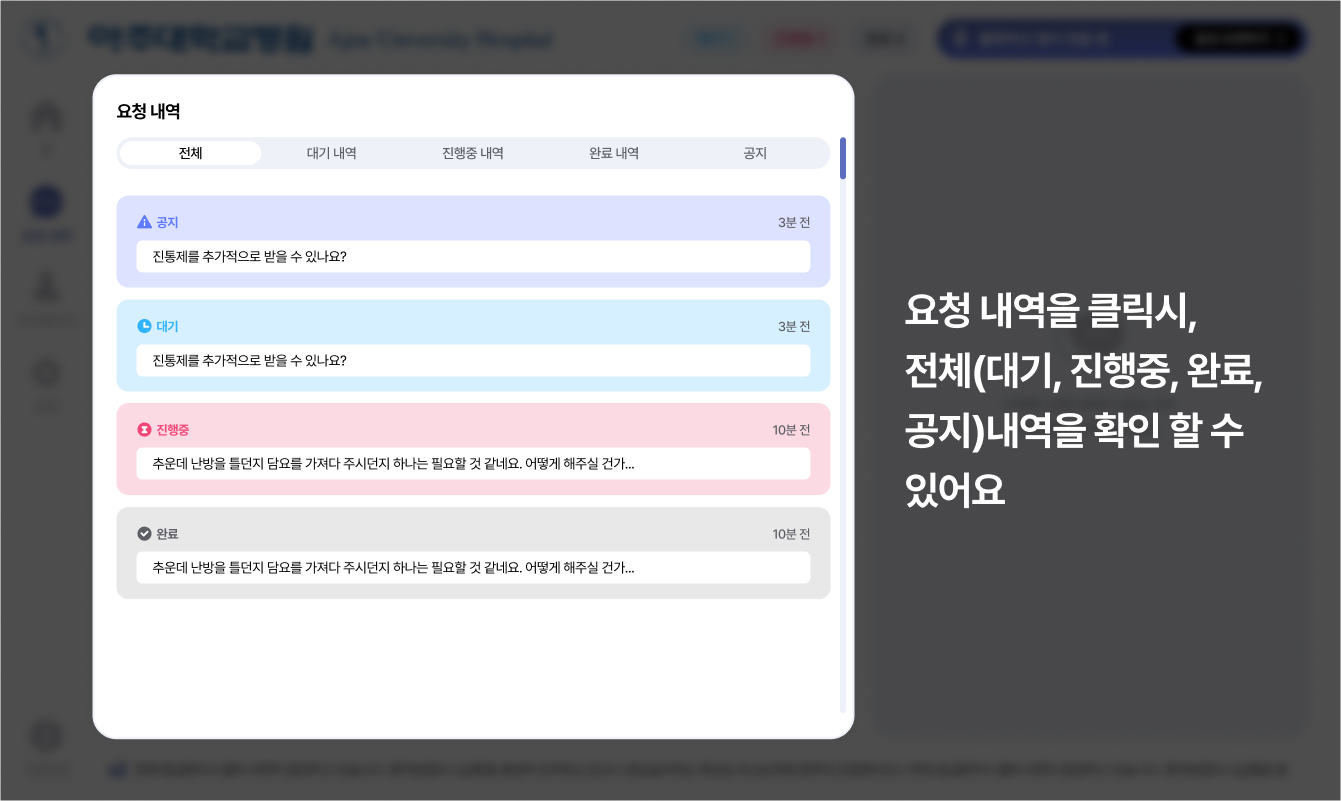 아주대학교병원 Ajou University Hospital
요청 내역
전체 대기 내역 진행중 내역 완료 내역 공지
공지 3분 전
진통제를 추가적으로 받을 수 있나요?
대기 3분 전
진통제를 추가적으로 받을 수 있나요?
진행중 10분 전
추운데 난방을 틀던지 담요를 가져다 주시던지 하나는 필요할 것 같네요. 어떻게 해주실 건가...
완료 10분 전
추운데 난방을 틀던지 담요를 가져다 주시던지 하나는 필요할 것 같네요. 어떻게 해주실 건가...
요청 내역을 클릭시,
전체(대기, 진행중, 완료,
공지)내역을 확인 할 수
있어요